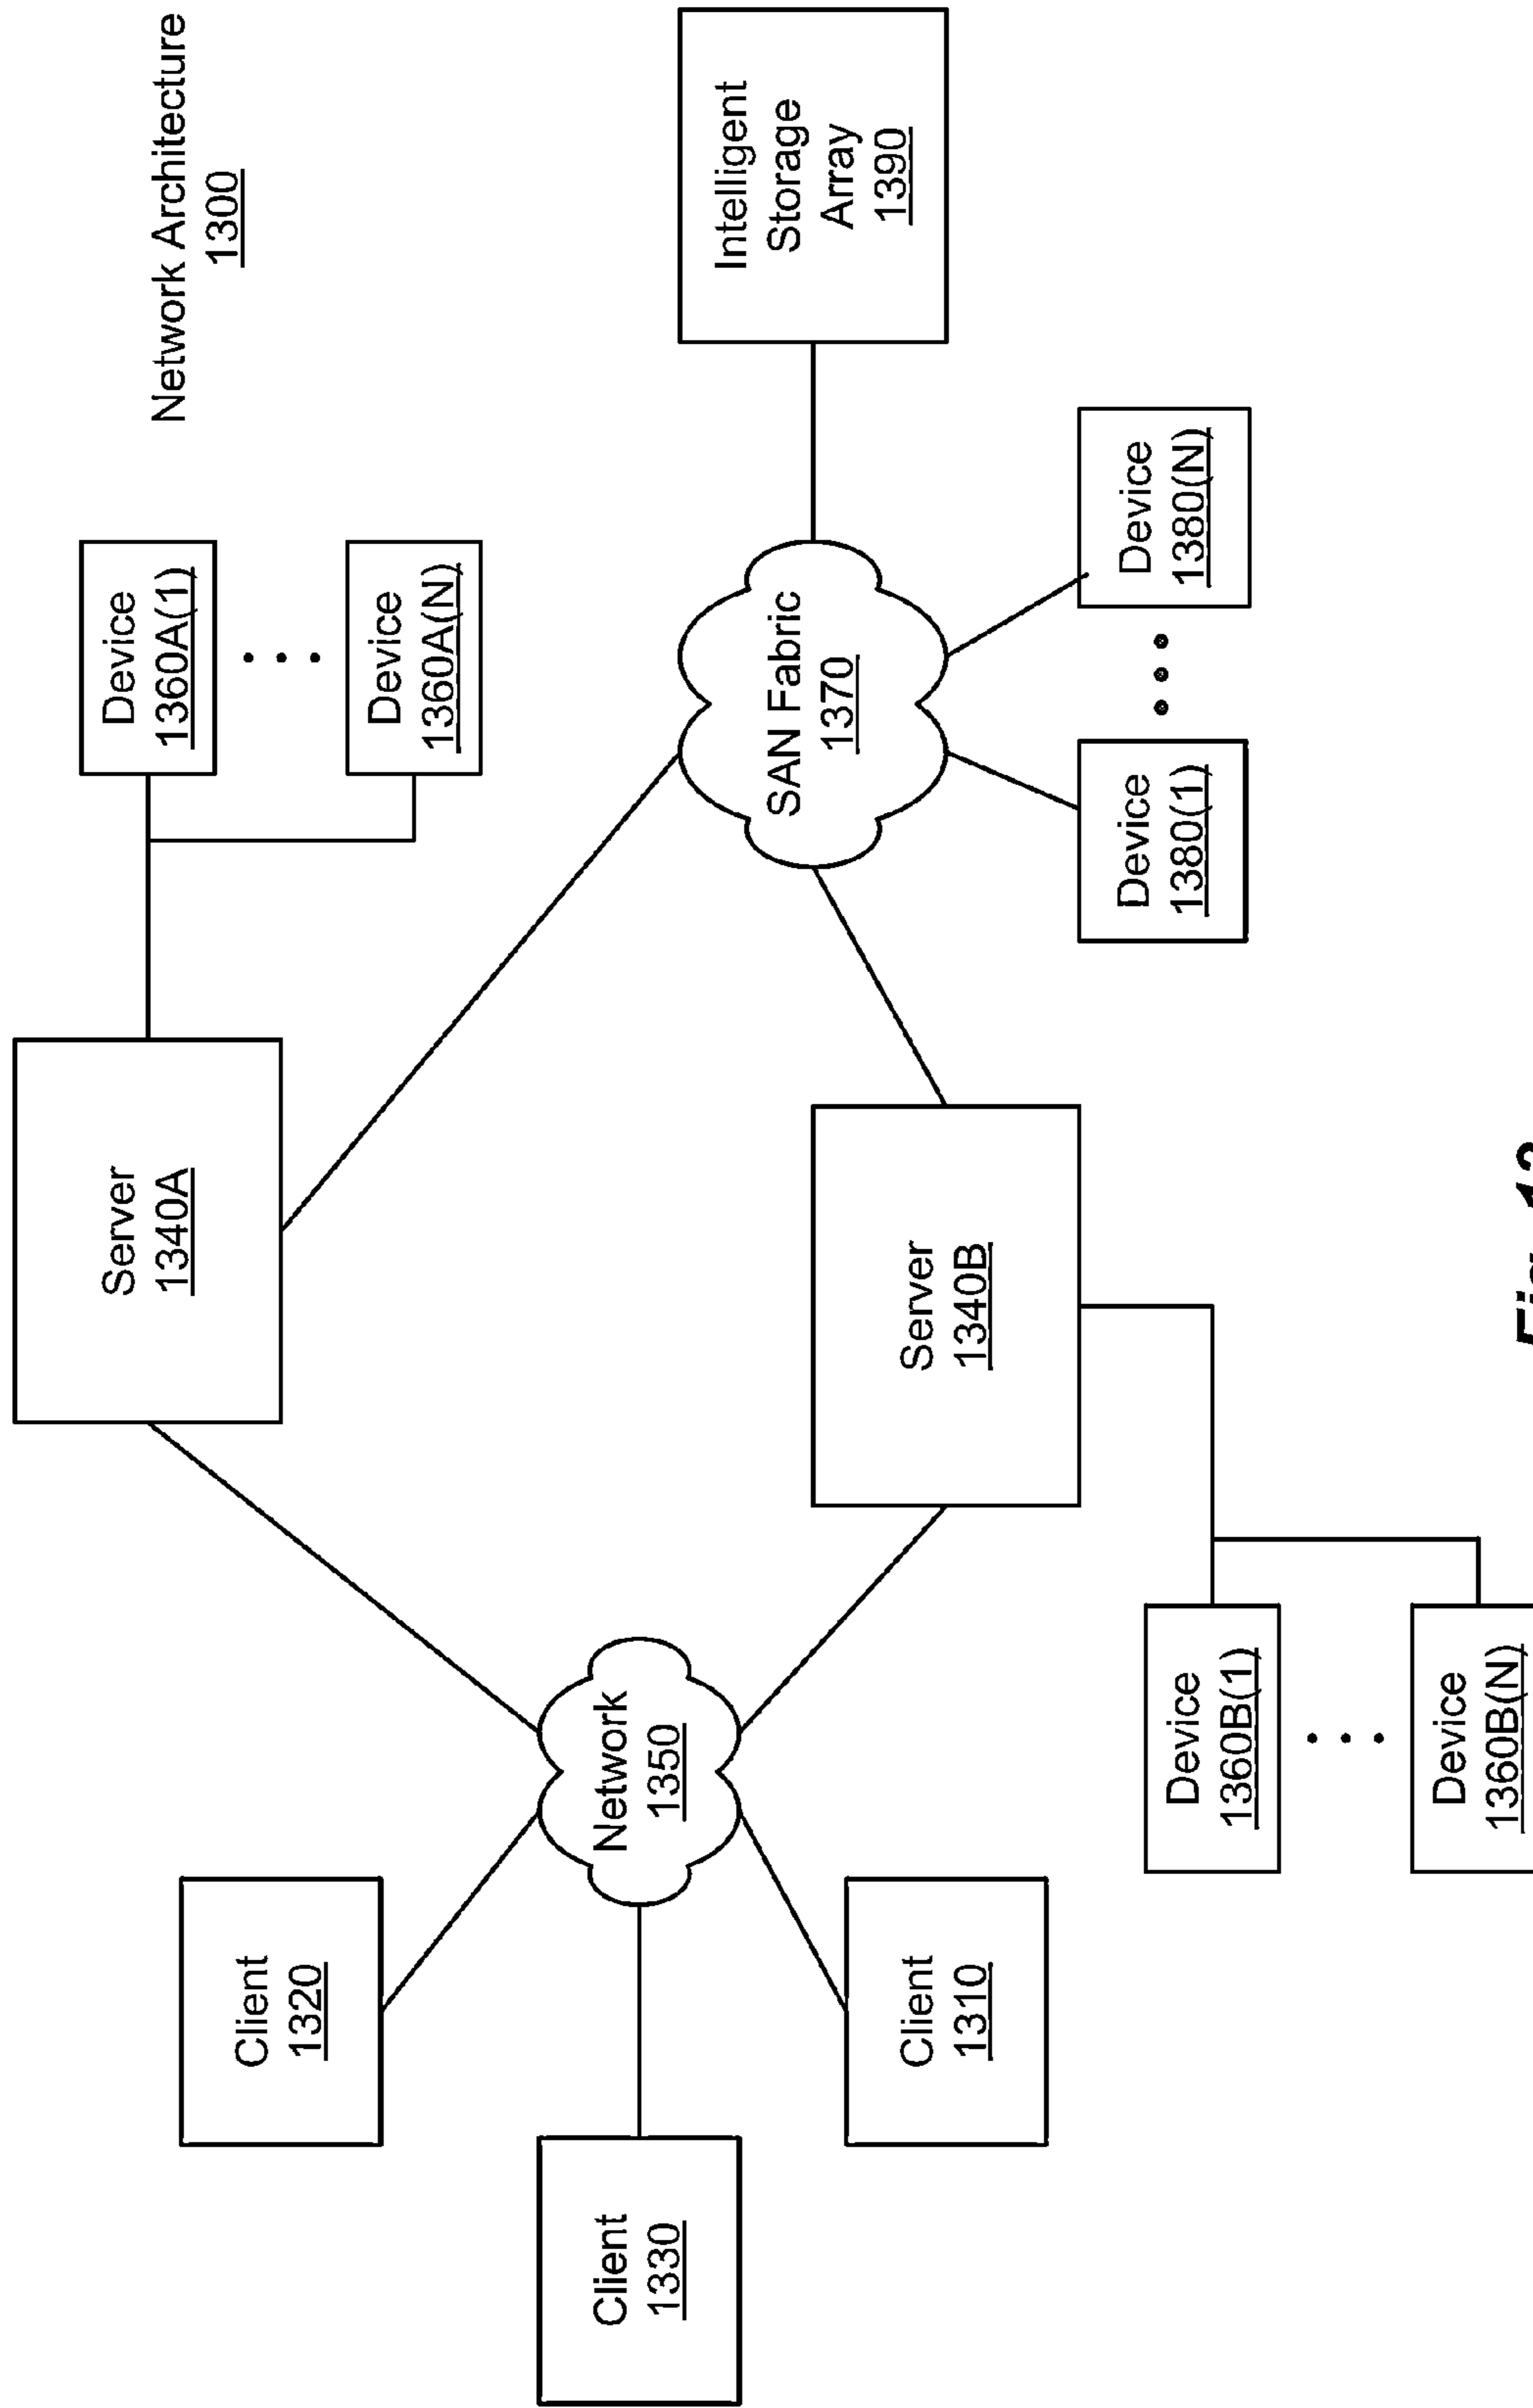 Network Architecture
1300
Device
1360A(1)
Device
1360A(N)
Server
1340A
Client
1320
Client
1330
Network
1350
SAN Fabric
1370
Intelligent
Storage
Array
1390
Client
1310
Server
1340B
Device
1380(1)
Device
1380(N)
Device
1360B(1)
Device
1360B(N)
Fig.